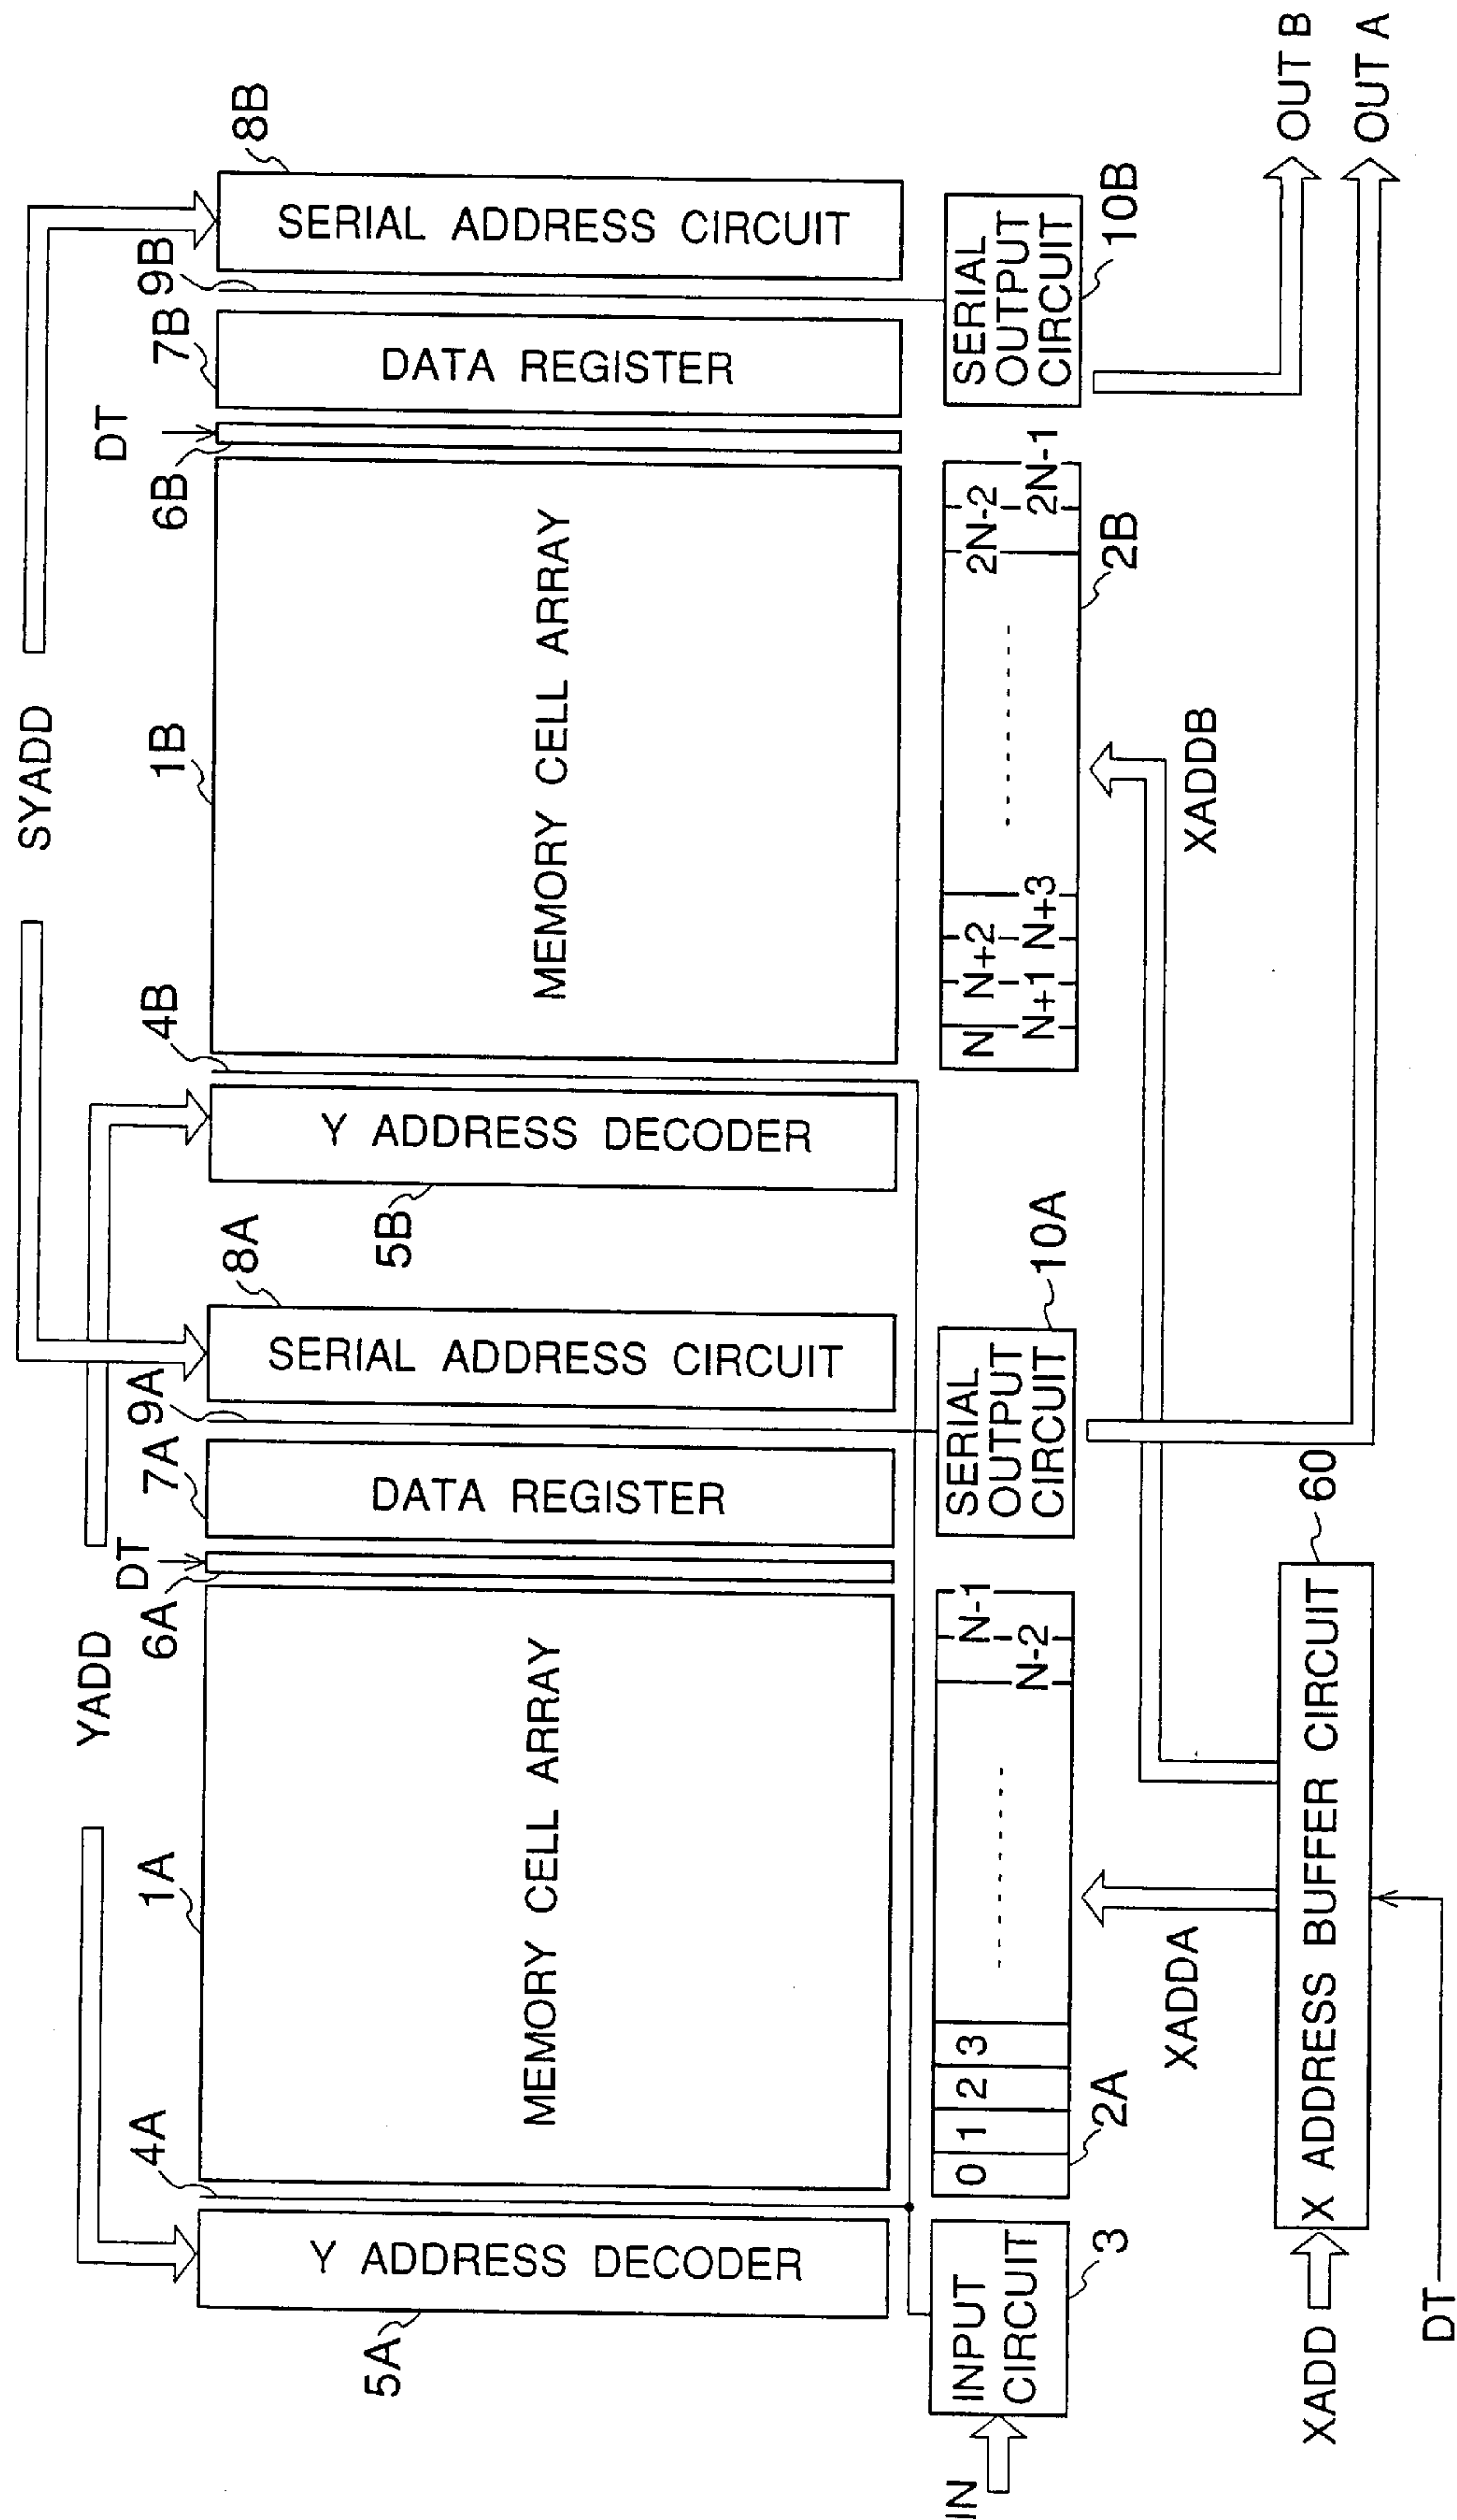 SYADD
YADD
1A
DT
6A
7A
9A
8A
4B
1B
DT
6B
7B
9B
8B
4A
Y ADDRESS DECODER
MEMORY CELL ARRAY
DATA REGISTER
SERIAL ADDRESS CIRCUIT
Y ADDRESS DECODER
MEMORY CELL ARRAY
DATA REGISTER
SERIAL ADDRESS CIRCUIT
5A
5B
IN
INPUT
CIRCUIT
3
0 1 2 3
N-2
N-1
2A
SERIAL
OUTPUT
CIRCUIT
10A
N
N+1
N+2
N+3
2N-2
2N-1
2B
SERIAL
OUTPUT
CIRCUIT
10B
XADDA
XADDB
XADD
X ADDRESS BUFFER CIRCUIT
60
DT
OUT B
OUT A